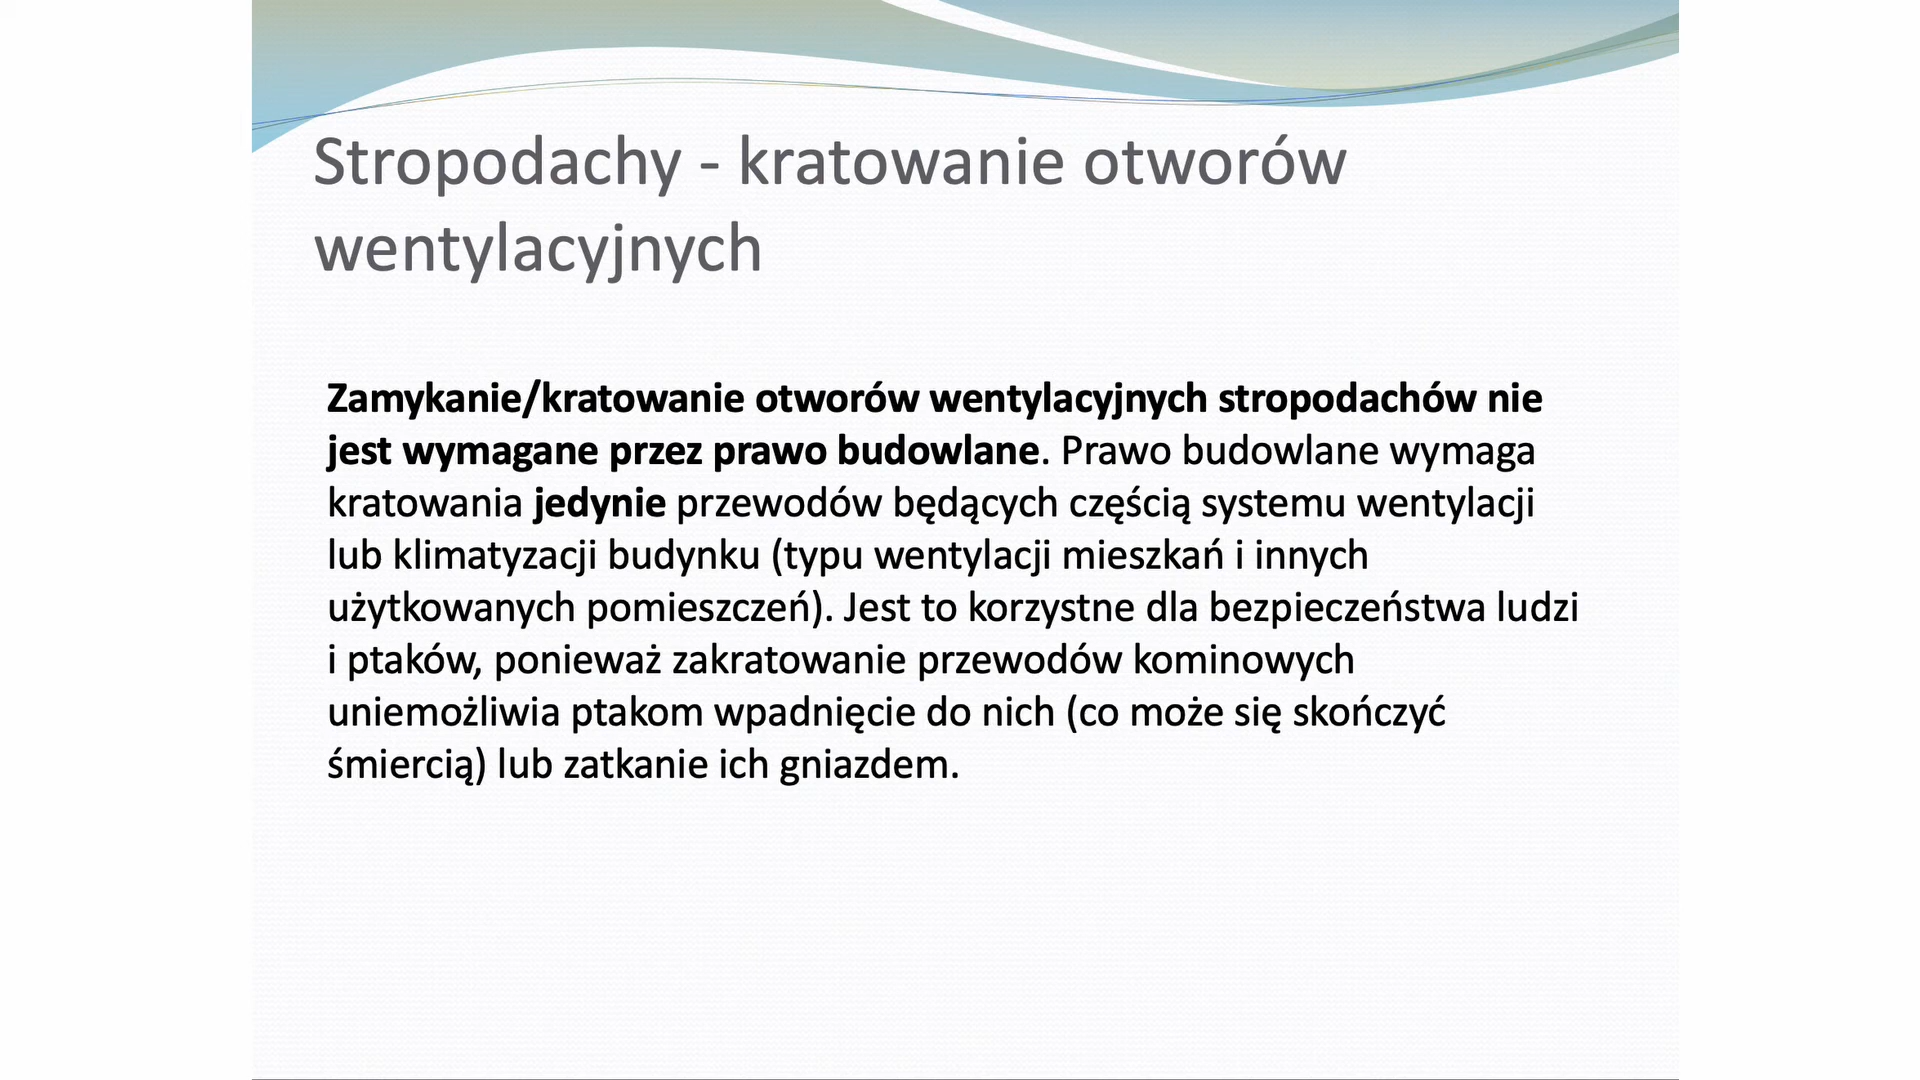 Stropodachy - kratowanie otworów
wentylacyjnych
Zamykanie/kratowanie otworów wentylacyjnych stropodachów nie
jest wymagane przez prawo budowlane. Prawo budowlane wymaga
kratowania jedynie przewodów będących częścią systemu wentylacji
lub klimatyzacji budynku (typu wentylacji mieszkań i innych
użytkowanych pomieszczeń). Jest to korzystne dla bezpieczeństwa ludzi
i ptaków, ponieważ zakratowanie przewodów kominowych
uniemożliwia ptakom wpadnięcie do nich (co może się skończyć
śmiercią) lub zatkanie ich gniazdem.